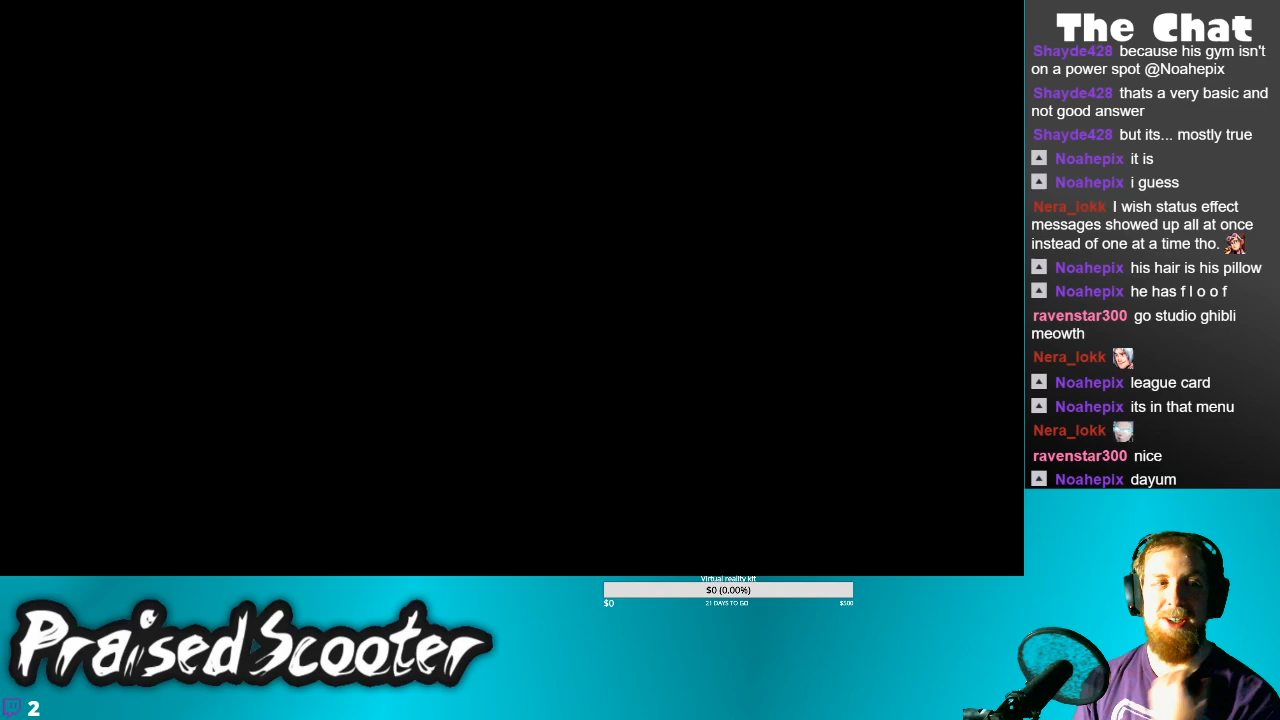 The Chat
Shayde428 because his gym isn't
on a power spot @Noahepix
Shayde428 thats a very basic and
not good answer
Shayde428 but its... mostly true
Noahepix it is
Noahepix i guess
Nera_lokk I wish status effect
messages showed up all at once
instead of one at a time tho.
Noahepix his hair is his pillow
Noahepix he has f l o o f
ravenstar300 go studio ghibli
meowth
Nera_lokk
Noahepix league card
Noahepix its in that menu
Nera_lokk
ravenstar300 nice
Noahepix dayum
Virtual reality kit
$0 (0.00%)
$0 21 DAYS TO GO $500
PraisedScooter
2